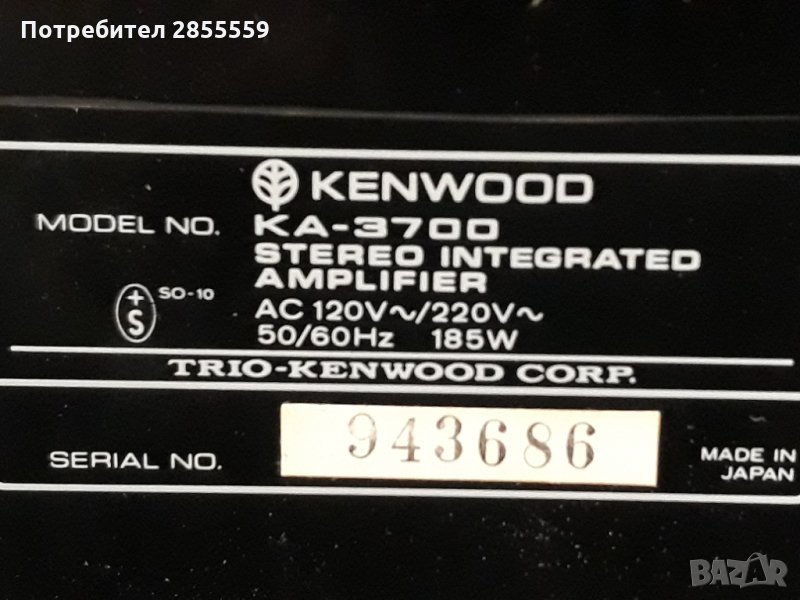 Потребител 2855559
KENWOOD
MODEL NO. KA-3700
STEREO INTEGRATED
AMPLIFIER
+
S
SO-10
AC 120V~/220V~
50/60Hz 185W
TRIO-KENWOOD CORP.
SERIAL NO. 943686
MADE IN
JAPAN
BAZAR